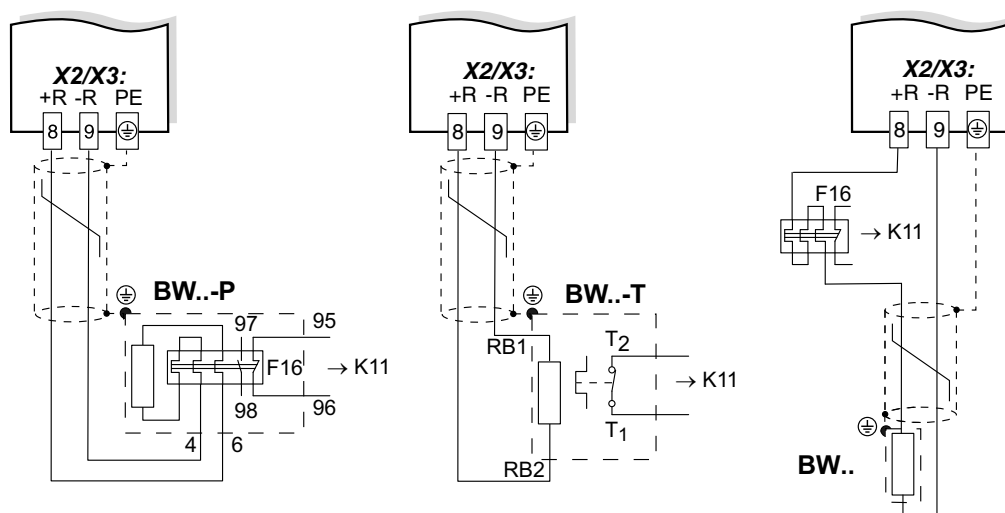 X2/X3:
+R -R PE
8 9
BW..-P
97 95
F16 → K11
98 96
4 6
X2/X3:
+R -R PE
8 9
BW..-T
RB1
T2
→ K11
T1
RB2
X2/X3:
+R -R PE
8 9
F16
→ K11
BW..